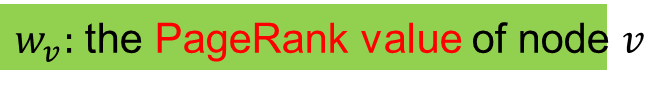 w_v: the PageRank value of node v